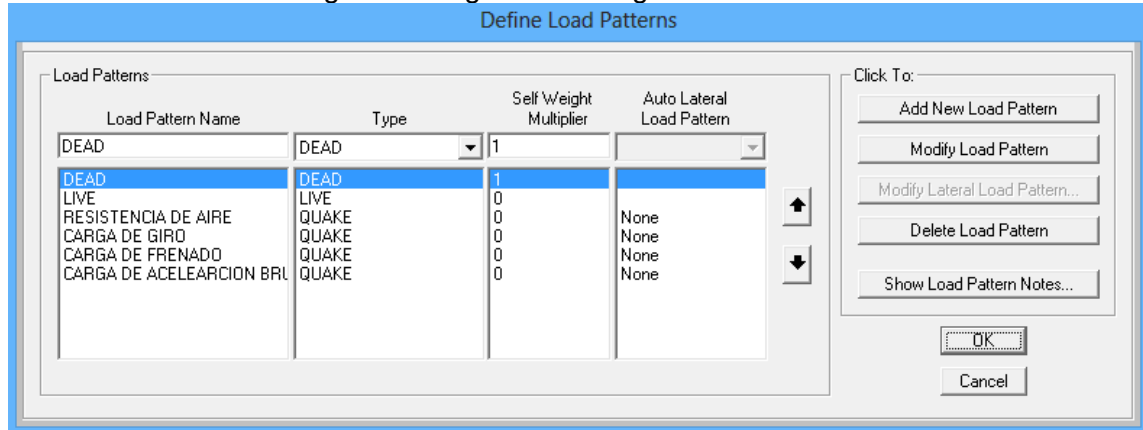 Define Load Patterns
Load Patterns
Load Pattern Name Type Self Weight Multiplier Auto Lateral Load Pattern
DEAD DEAD 1
DEAD DEAD 1
LIVE LIVE 0
RESISTENCIA DE AIRE QUAKE 0 None
CARGA DE GIRO QUAKE 0 None
CARGA DE FRENADO QUAKE 0 None
CARGA DE ACELEARCION BRU QUAKE 0 None
Click To:
Add New Load Pattern
Modify Load Pattern
Modify Lateral Load Pattern...
Delete Load Pattern
Show Load Pattern Notes...
OK
Cancel